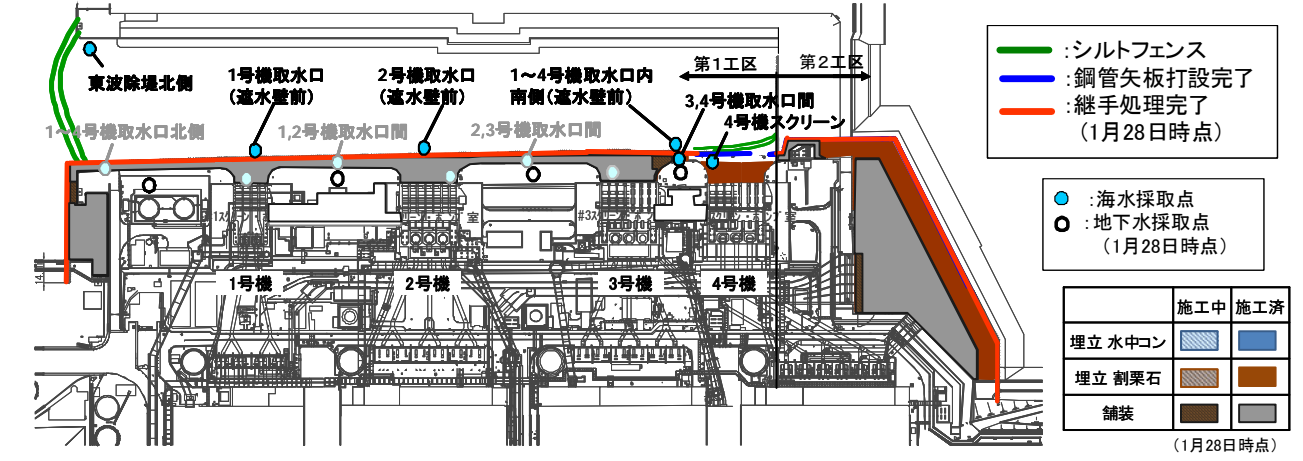 東波除堤北側
1号機取水口
(遮水壁前)
2号機取水口
(遮水壁前)
1～4号機取水口内
南側(遮水壁前)
第1工区
第2工区
3,4号機取水口間
4号機スクリーン
1～4号機取水口北側
1,2号機取水口間
2,3号機取水口間
1号機
2号機
3号機
4号機
:シルトフェンス
:鋼管矢板打設完了
:継手処理完了
(1月28日時点)
:海水採取点
:地下水採取点
(1月28日時点)
施工中 施工済
埋立 水中コン
埋立 割栗石
舗装
(1月28日時点)